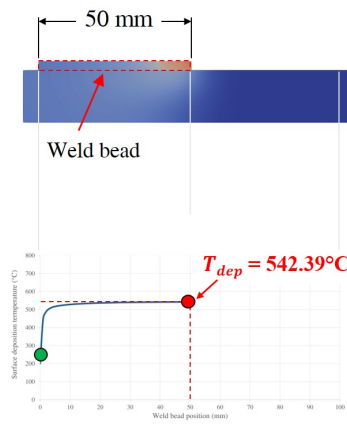 50 mm
Weld bead
T_dep = 542.39°C
Surface deposition temperature (°C)
800
700
600
500
400
300
200
100
0
0 10 20 30 40 50 60 70 80 90 100
Weld bead position (mm)